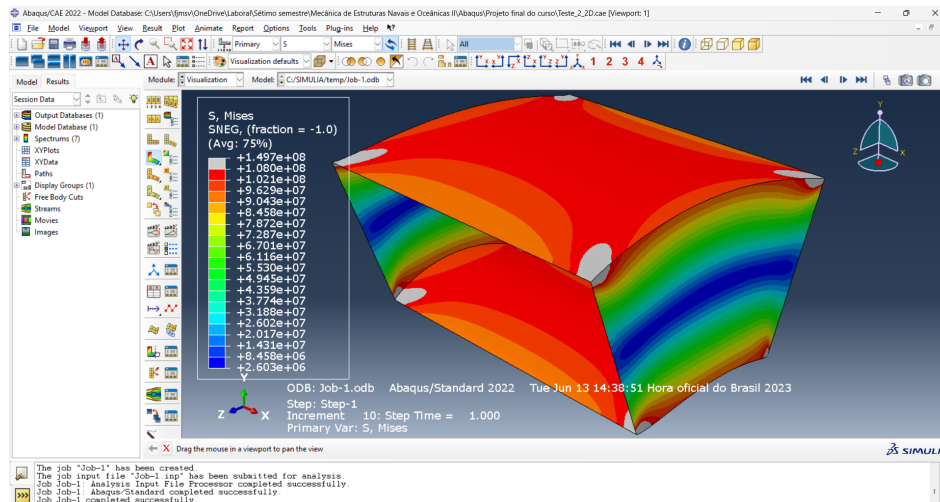 Abaqus/CAE 2022 - Model Database: C:\Users\fjmsv\OneDrive\Laboral\Sétimo semestre\Mecânica de Estruturas Navais e Oceânicas II\Abaqus\Projeto final do curso\Teste_2_2D.cae [Viewport: 1]
File Model Viewport View Result Plot Animate Report Options Tools Plug-ins Help
Primary S Mises All
Visualization defaults 1 2 3 4
Model Results
Module: Visualization Model: C:/SIMULIA/temp/Job-1.odb
Session Data
Output Databases (1)
Model Database (1)
Spectrums (7)
XYPlots
XYData
Paths
Display Groups (1)
Free Body Cuts
Streams
Movies
Images
S, Mises
SNEG, (fraction = -1.0)
(Avg: 75%)
+1.497e+08
+1.080e+08
+1.021e+08
+9.629e+07
+9.043e+07
+8.458e+07
+7.872e+07
+7.287e+07
+6.701e+07
+6.116e+07
+5.530e+07
+4.945e+07
+4.359e+07
+3.774e+07
+3.188e+07
+2.602e+07
+2.017e+07
+1.431e+07
+8.458e+06
+2.603e+06
Y
Z X
Y
Z X
ODB: Job-1.odb Abaqus/Standard 2022 Tue Jun 13 14:38:51 Hora oficial do Brasil 2023
Step: Step-1
Increment 10: Step Time = 1.000
Primary Var: S, Mises
Drag the mouse in a viewport to pan the view
SIMULI
The job "Job-1" has been created.
The job input file "Job-1.inp" has been submitted for analysis.
Job Job-1: Analysis Input File Processor completed successfully.
Job Job-1: Abaqus/Standard completed successfully.
Job Job-1 completed successfully.